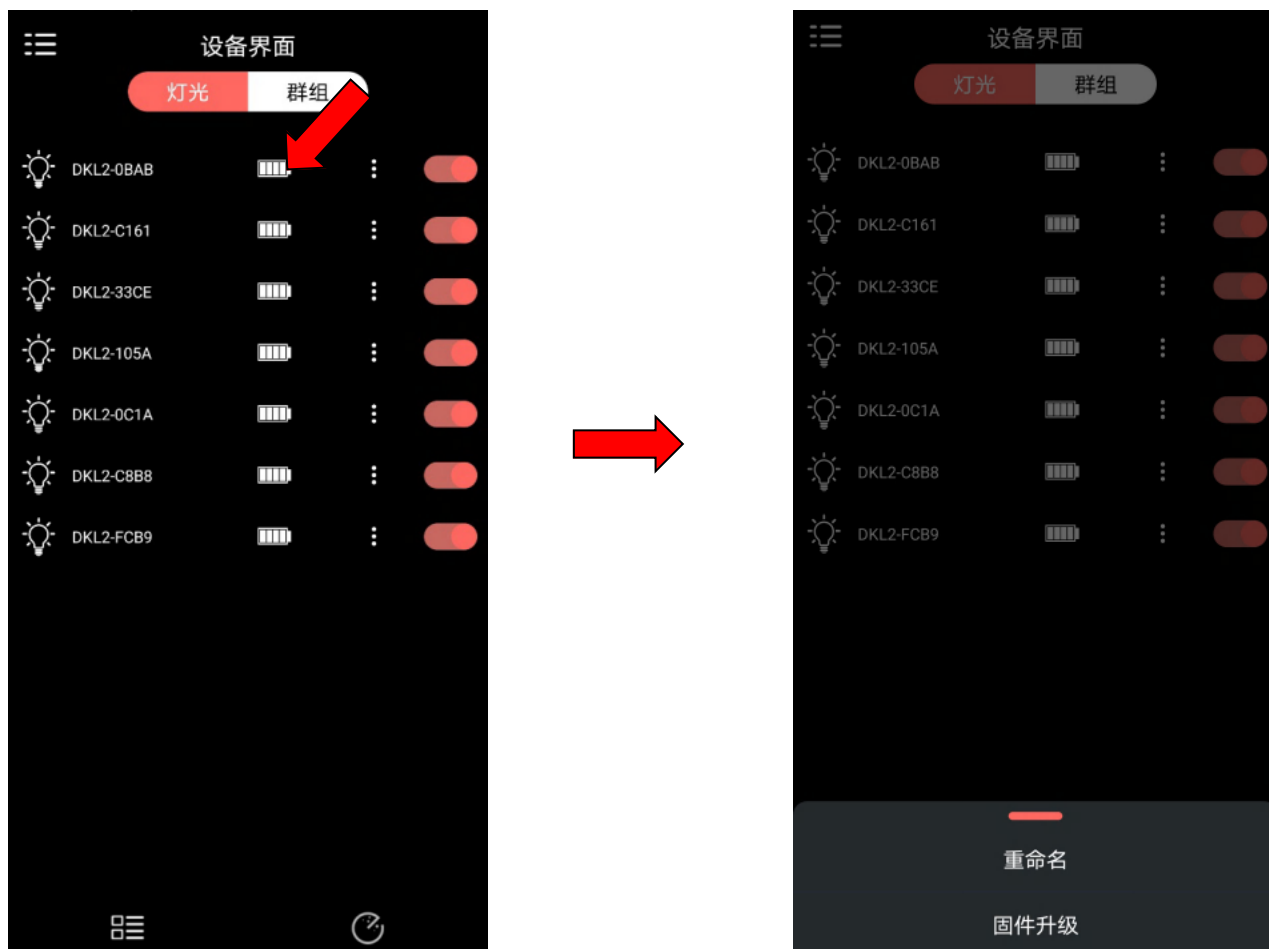 设备界面
灯光 群组
DKL2-0BAB
DKL2-C161
DKL2-33CE
DKL2-105A
DKL2-0C1A
DKL2-C8B8
DKL2-FCB9
设备界面
灯光 群组
DKL2-0BAB
DKL2-C161
DKL2-33CE
DKL2-105A
DKL2-0C1A
DKL2-C8B8
DKL2-FCB9
重命名
固件升级